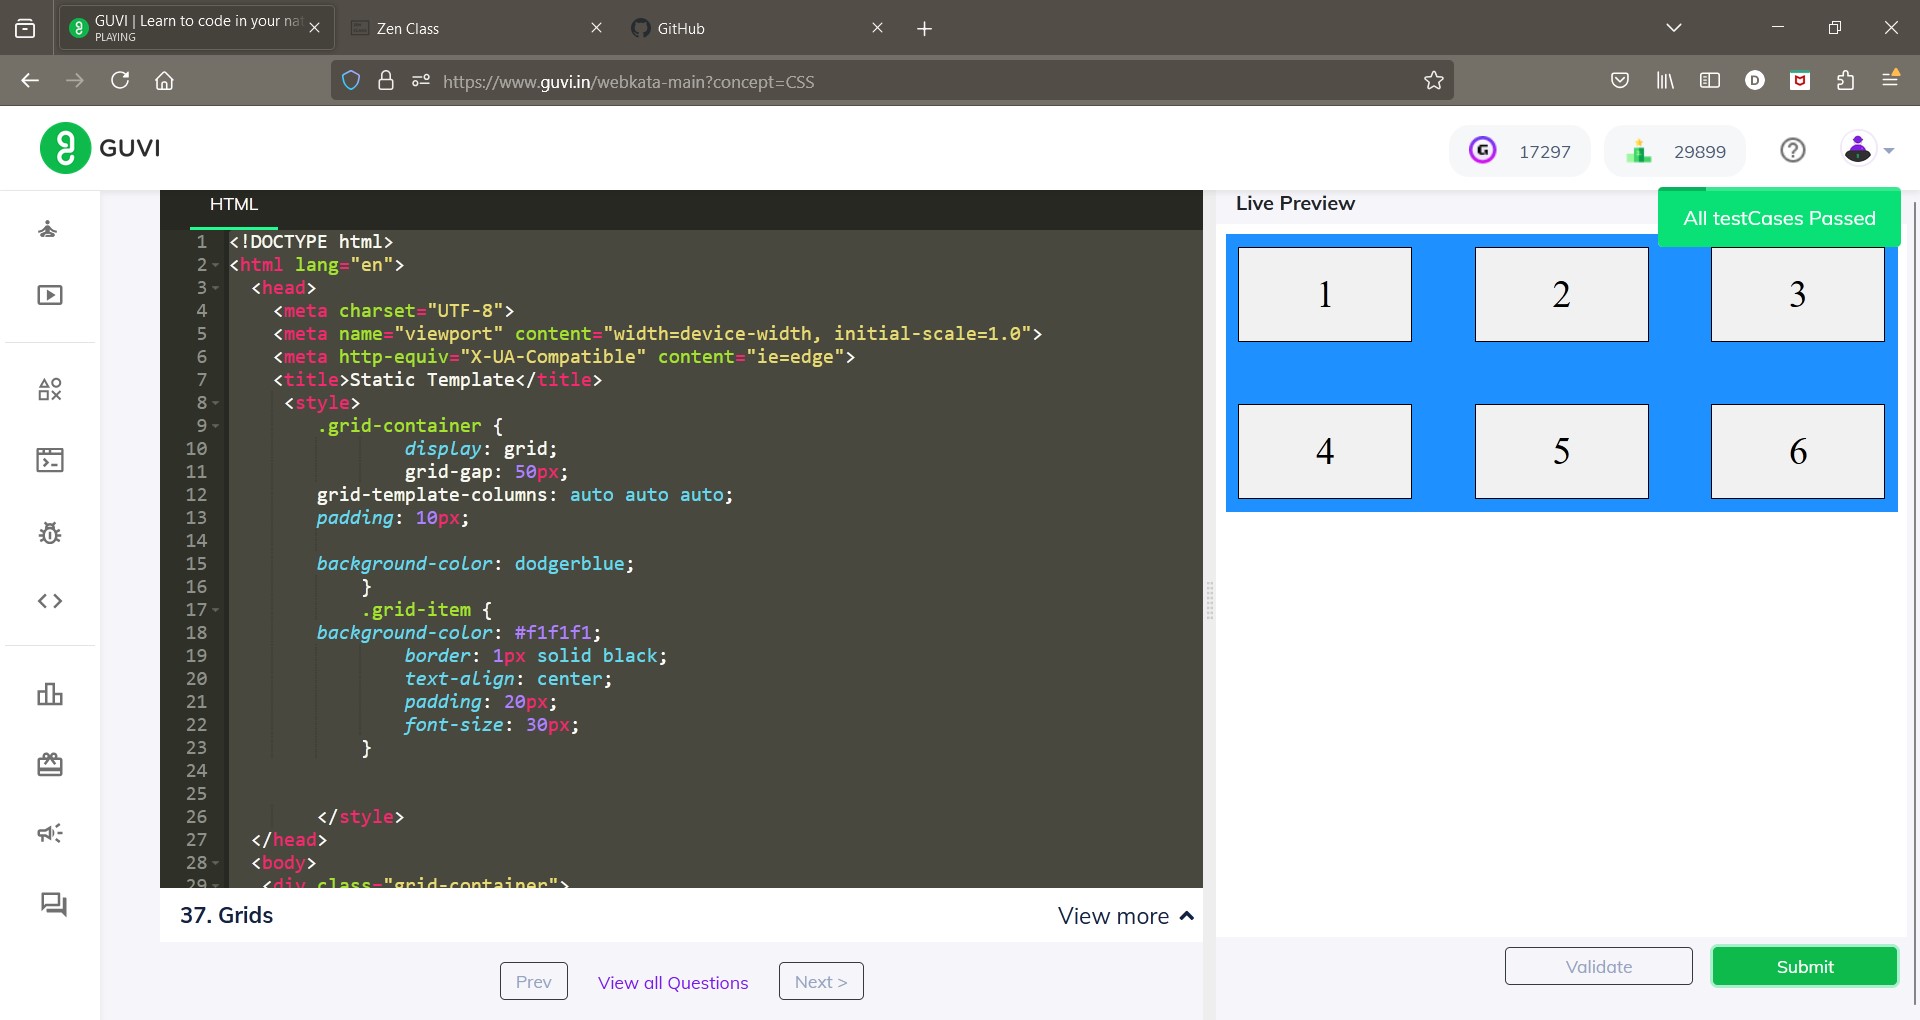 GUVI | Learn to code in your nat
PLAYING
Zen Class
GitHub
https://www.guvi.in/webkata-main?concept=CSS
D
GUVI
G
17297
29899
HTML
Live Preview
All testCases Passed
1 <!DOCTYPE html>
2 <html lang="en">
3 <head>
4 <meta charset="UTF-8">
5 <meta name="viewport" content="width=device-width, initial-scale=1.0">
6 <meta http-equiv="X-UA-Compatible" content="ie=edge">
7 <title>Static Template</title>
8 <style>
9 .grid-container {
10 display: grid;
11 grid-gap: 50px;
12 grid-template-columns: auto auto auto;
13 padding: 10px;
14
15 background-color: dodgerblue;
16 }
17 .grid-item {
18 background-color: #f1f1f1;
19 border: 1px solid black;
20 text-align: center;
21 padding: 20px;
22 font-size: 30px;
23 }
24
25
26 </style>
27 </head>
28 <body>
29 <div class="grid-container">
1 2 3
4 5 6
37. Grids
View more
Prev
View all Questions
Next >
Validate
Submit